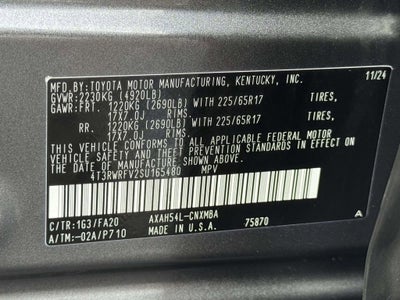 MFD. BY: TOYOTA MOTOR MANUFACTURING, KENTUCKY, INC. 11/24
GVWR: 2230KG (4920LB)
GAWR: FRT. 1220KG (2690LB) WITH 225/65R17 TIRES,
17X7.0J RIMS,
RR. 1220KG (2690LB) WITH 225/65R17 TIRES,
17X7.0J RIMS,
THIS VEHICLE CONFORMS TO ALL APPLICABLE FEDERAL MOTOR
VEHICLE SAFETY STANDARDS IN EFFECT ON
THE DATE OF MANUFACTURE SHOWN ABOVE.
4T3RWRFV2SU165480 MPV
C/TR: 1G3/FA20 AXAH54L-CNXMBA A
A/TM: -02A/P710 MADE IN U.S.A. 75870